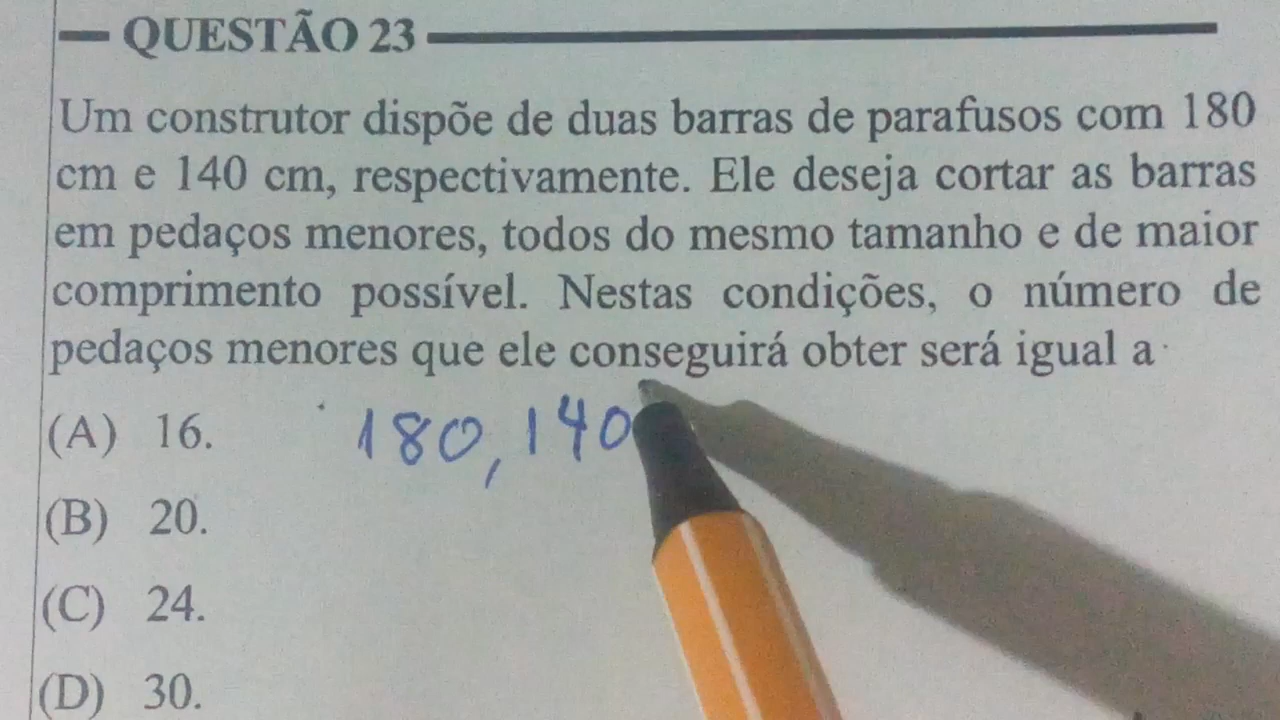 QUESTÃO 23
Um construtor dispõe de duas barras de parafusos com 180
cm e 140 cm, respectivamente. Ele deseja cortar as barras
em pedaços menores, todos do mesmo tamanho e de maior
comprimento possível. Nestas condições, o número de
pedaços menores que ele conseguirá obter será igual a
(A) 16.
180, 140
(B) 20.
(C) 24.
(D) 30.